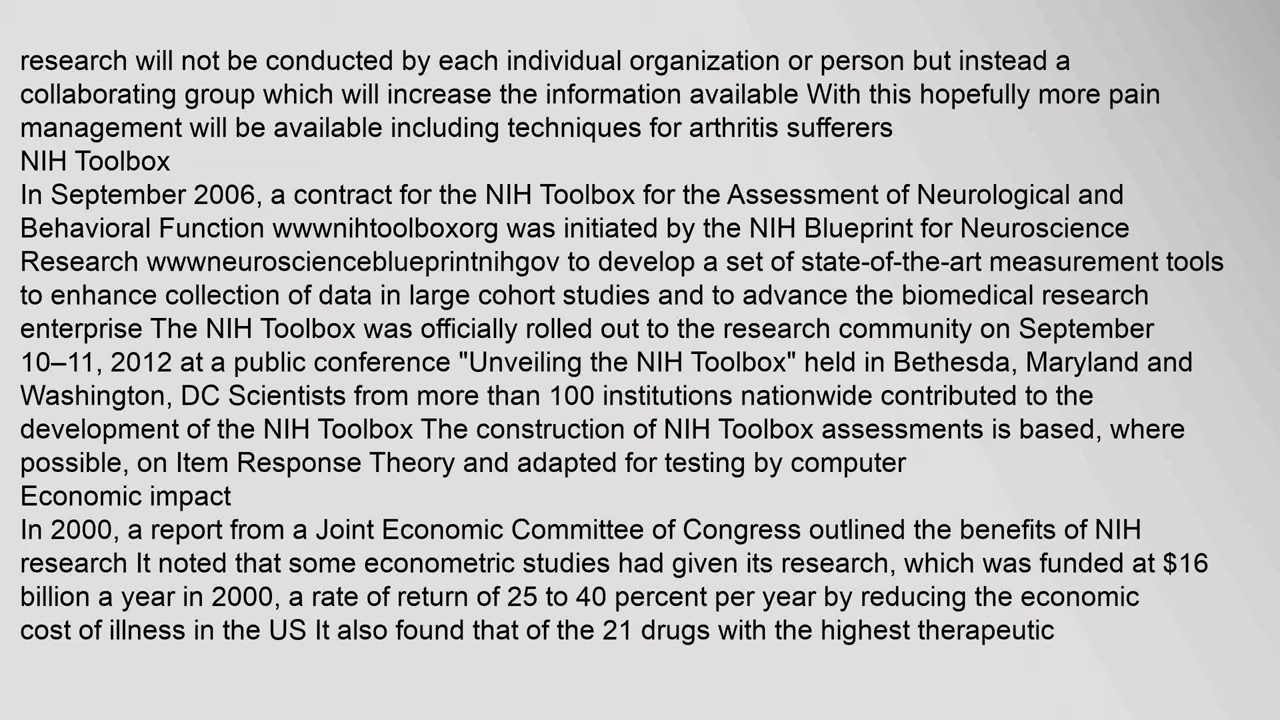 research will not be conducted by each individual organization or person but instead a
collaborating group which will increase the information available With this hopefully more pain
management will be available including techniques for arthritis sufferers
NIH Toolbox
In September 2006, a contract for the NIH Toolbox for the Assessment of Neurological and
Behavioral Function wwwnihtoolboxorg was initiated by the NIH Blueprint for Neuroscience
Research wwwneuroscienceblueprintnihgov to develop a set of state-of-the-art measurement tools
to enhance collection of data in large cohort studies and to advance the biomedical research
enterprise The NIH Toolbox was officially rolled out to the research community on September
10–11, 2012 at a public conference "Unveiling the NIH Toolbox" held in Bethesda, Maryland and
Washington, DC Scientists from more than 100 institutions nationwide contributed to the
development of the NIH Toolbox The construction of NIH Toolbox assessments is based, where
possible, on Item Response Theory and adapted for testing by computer
Economic impact
In 2000, a report from a Joint Economic Committee of Congress outlined the benefits of NIH
research It noted that some econometric studies had given its research, which was funded at $16
billion a year in 2000, a rate of return of 25 to 40 percent per year by reducing the economic
cost of illness in the US It also found that of the 21 drugs with the highest therapeutic